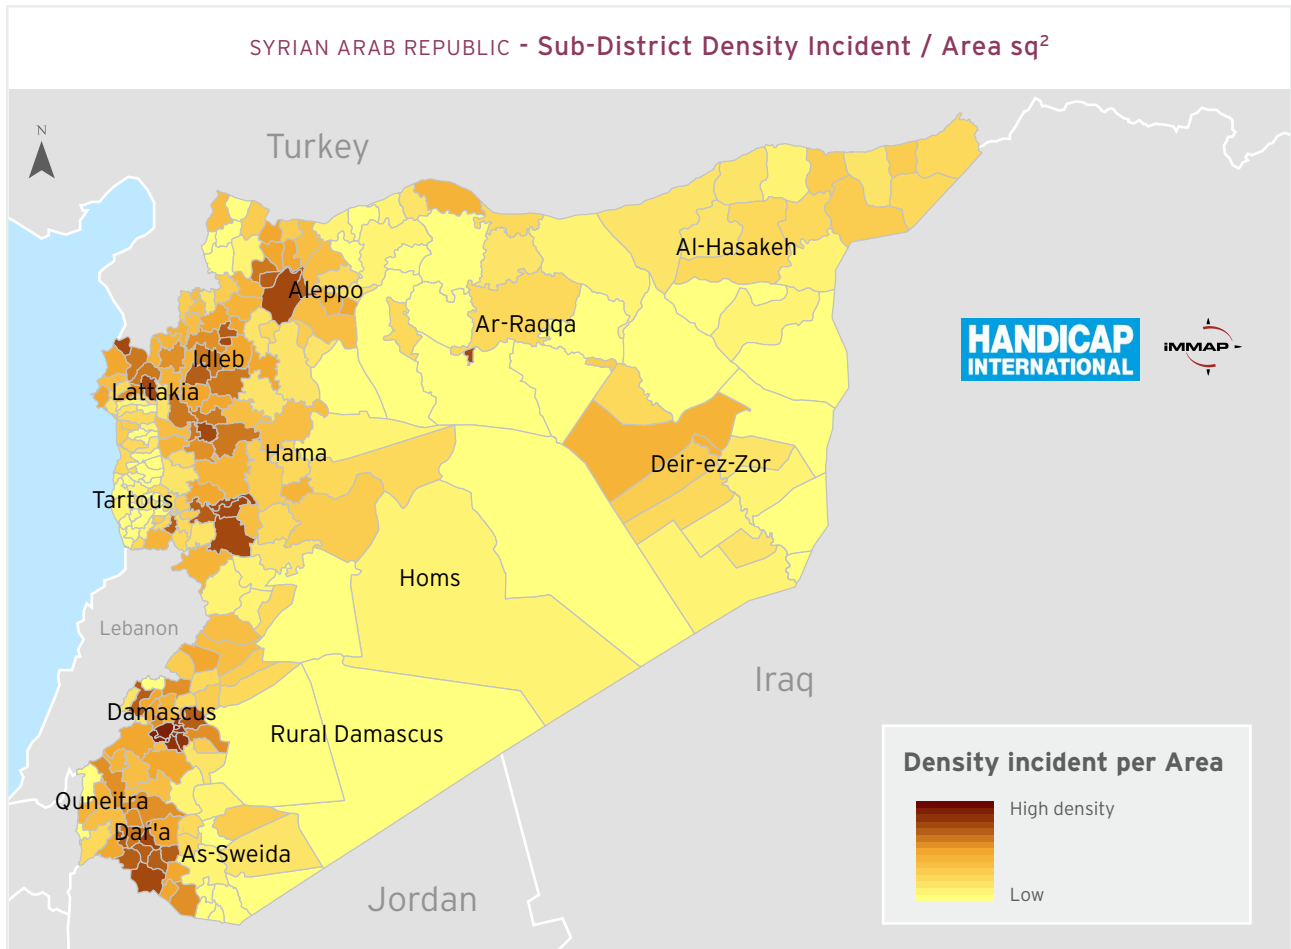 SYRIAN ARAB REPUBLIC - Sub-District Density Incident / Area sq²
N
Turkey
Al-Hasakeh
Aleppo
Ar-Raqqa
HANDICAP
INTERNATIONAL
iMMAP
Idleb
Lattakia
Hama
Deir-ez-Zor
Tartous
Homs
Lebanon
Iraq
Damascus
Rural Damascus
Quneitra
Dar'a
As-Sweida
Jordan
Density incident per Area
High density
Low